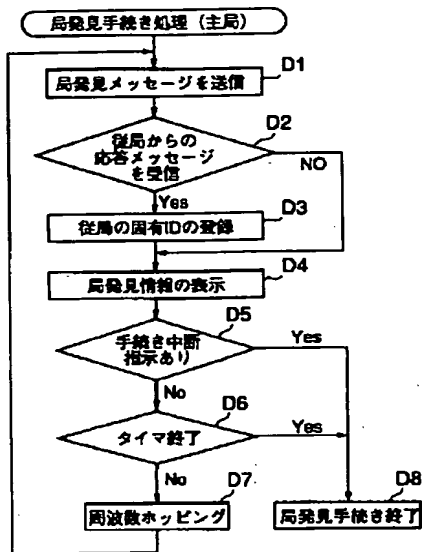 局発見手続き処理(主局)
D1
局発見メッセージを送信
D2
従局からの
応答メッセージ
を受信
NO
Yes
D3
従局の固有IDの登録
D4
局発見情報の表示
D5
手続き中断
指示あり
Yes
No
D6
タイマ終了
Yes
No
D7
周波数ホッピング
D8
局発見手続き終了